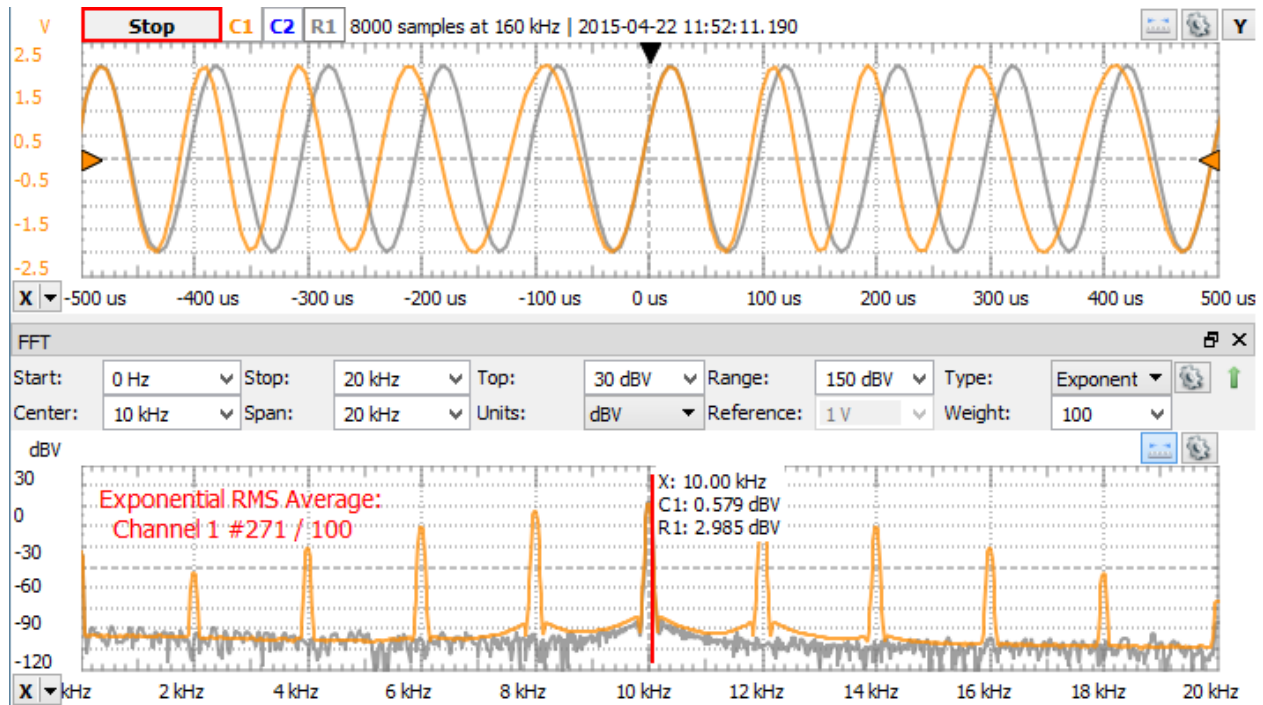 V Stop C1 C2 R1 8000 samples at 160 kHz | 2015-04-22 11:52:11.190 Y
2.5
1.5
0.5
-0.5
-1.5
-2.5
X -500 us -400 us -300 us -200 us -100 us 0 us 100 us 200 us 300 us 400 us 500 us
FFT
Start: 0 Hz Stop: 20 kHz Top: 30 dBV Range: 150 dBV Type: Exponent
Center: 10 kHz Span: 20 kHz Units: dBV Reference: 1 V Weight: 100
dBV
30
0
-30
-60
-90
-120
Exponential RMS Average:
Channel 1 #271 / 100
X: 10.00 kHz
C1: 0.579 dBV
R1: 2.985 dBV
X kHz 2 kHz 4 kHz 6 kHz 8 kHz 10 kHz 12 kHz 14 kHz 16 kHz 18 kHz 20 kHz